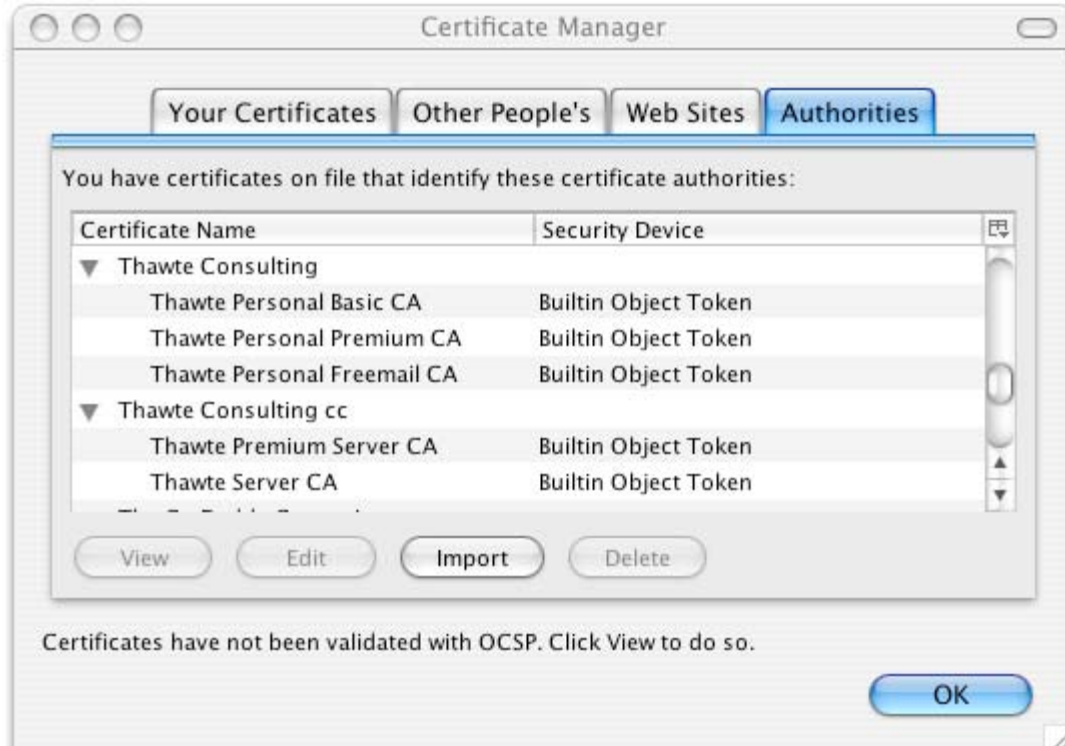 Certificate Manager
Your Certificates Other People's Web Sites Authorities
You have certificates on file that identify these certificate authorities:
Certificate Name Security Device
Thawte Consulting
Thawte Personal Basic CA Builtin Object Token
Thawte Personal Premium CA Builtin Object Token
Thawte Personal Freemail CA Builtin Object Token
Thawte Consulting cc
Thawte Premium Server CA Builtin Object Token
Thawte Server CA Builtin Object Token
View Edit Import Delete
Certificates have not been validated with OCSP. Click View to do so.
OK